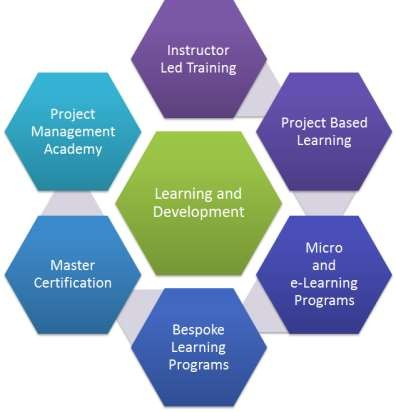 Instructor
Led Training
Project Based
Learning
Micro
and
e-Learning
Programs
Bespoke
Learning
Programs
Master
Certification
Project
Management
Academy
Learning and
Development